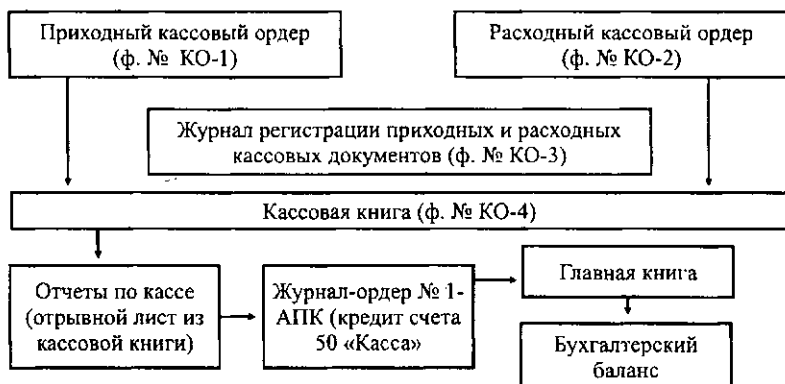 Приходный кассовый ордер
(ф. № КО-1)
Расходный кассовый ордер
(ф. № КО-2)
Журнал регистрации приходных и расходных
кассовых документов (ф. № КО-3)
Кассовая книга (ф. № КО-4)
Отчеты по кассе
(отрывной лист из
кассовой книги)
Журнал-ордер № 1-
АПК (кредит счета
50 «Касса»
Главная книга
Бухгалтерский
баланс